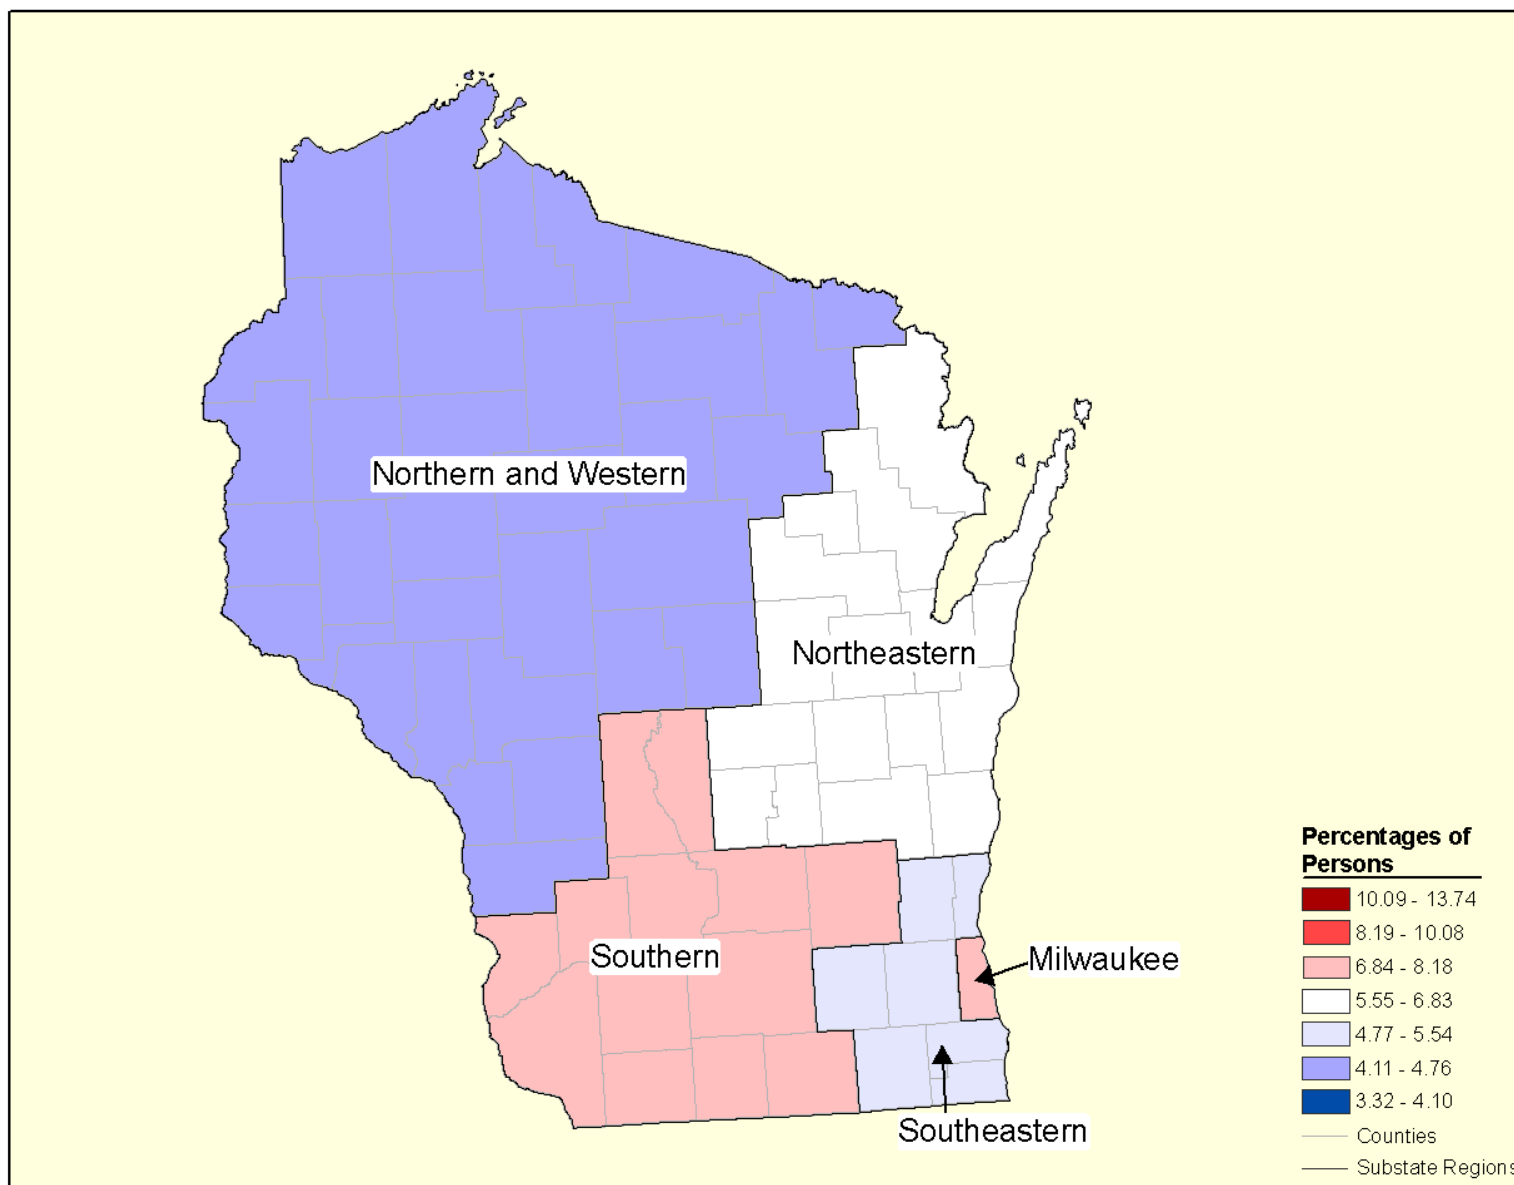 Northern and Western
Northeastern
Southern
Milwaukee
Southeastern
Percentages of
Persons
10.09 - 13.74
8.19 - 10.08
6.84 - 8.18
5.55 - 6.83
4.77 - 5.54
4.11 - 4.76
3.32 - 4.10
Counties
Substate Regions